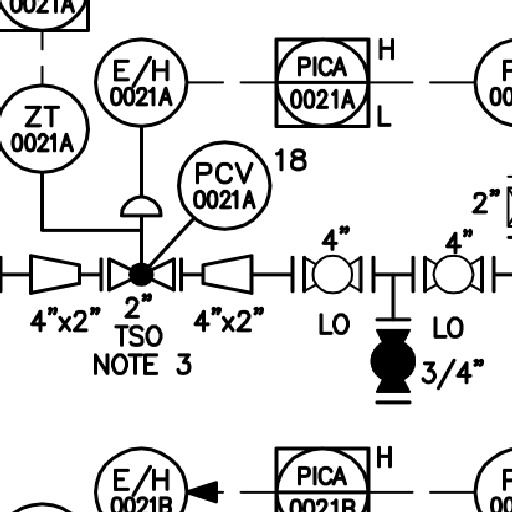 0021A
E/H
0021A
PICA
0021A
H
L
ZT
0021A
PCV
0021A
18
2"
4"
4"
4"x2"
2"
4"x2"
TSO
NOTE 3
LO
LO
3/4"
E/H
0021B
PICA
0021B
H